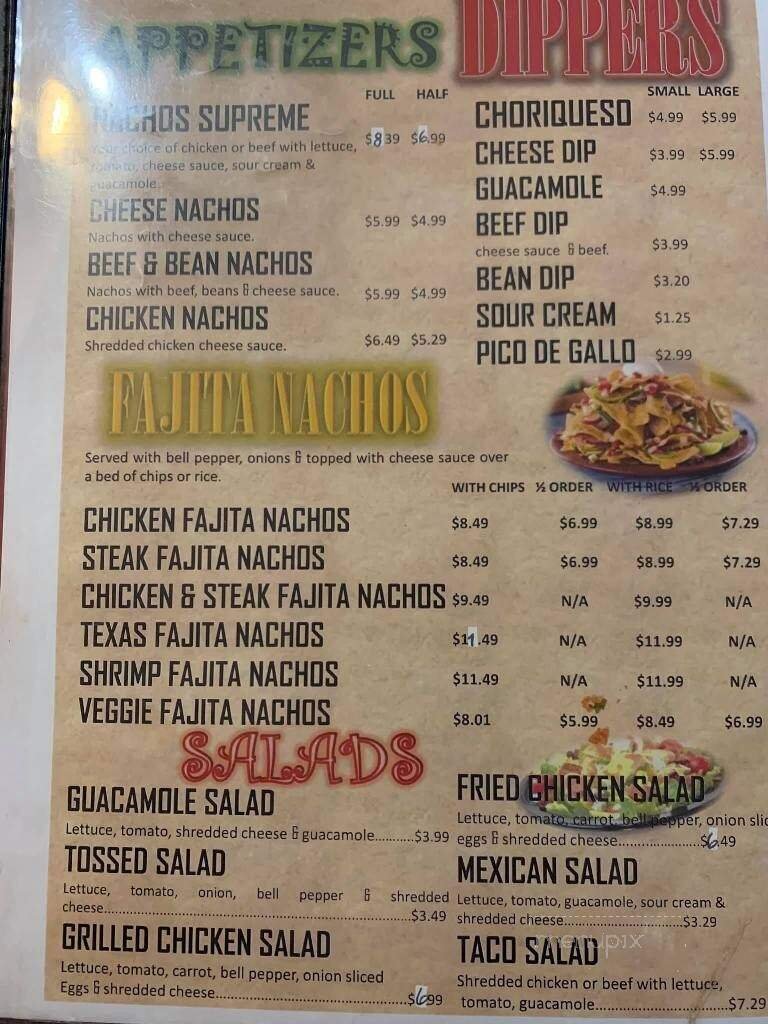 APPETIZERS
FULL HALF
NACHOS SUPREME
$8.39 $6.99
Your choice of chicken or beef with lettuce,
tomato, cheese sauce, sour cream &
guacamole.
CHEESE NACHOS
$5.99 $4.99
Nachos with cheese sauce.
BEEF & BEAN NACHOS
Nachos with beef, beans & cheese sauce. $5.99 $4.99
CHICKEN NACHOS
Shredded chicken cheese sauce. $6.49 $5.29
DIPPERS
SMALL LARGE
CHORIQUESO $4.99 $5.99
CHEESE DIP $3.99 $5.99
GUACAMOLE $4.99
BEEF DIP
cheese sauce & beef. $3.99
BEAN DIP $3.20
SOUR CREAM $1.25
PICO DE GALLO $2.99
FAJITA NACHOS
Served with bell pepper, onions & topped with cheese sauce over
a bed of chips or rice.
WITH CHIPS ½ ORDER WITH RICE ½ ORDER
CHICKEN FAJITA NACHOS $8.49 $6.99 $8.99 $7.29
STEAK FAJITA NACHOS $8.49 $6.99 $8.99 $7.29
CHICKEN & STEAK FAJITA NACHOS $9.49 N/A $9.99 N/A
TEXAS FAJITA NACHOS $11.49 N/A $11.99 N/A
SHRIMP FAJITA NACHOS $11.49 N/A $11.99 N/A
VEGGIE FAJITA NACHOS $8.01 $5.99 $8.49 $6.99
SALADS
GUACAMOLE SALAD
Lettuce, tomato, shredded cheese & guacamole..........$3.99
TOSSED SALAD
Lettuce, tomato, onion, bell pepper & shredded
cheese..........$3.49
GRILLED CHICKEN SALAD
Lettuce, tomato, carrot, bell pepper, onion sliced
Eggs & shredded cheese..........$6.99
FRIED CHICKEN SALAD
Lettuce, tomato, carrot, bell pepper, onion slic
eggs & shredded cheese..........$6.49
MEXICAN SALAD
Lettuce, tomato, guacamole, sour cream &
shredded cheese..........$3.29
menupix
TACO SALAD
Shredded chicken or beef with lettuce,
tomato, guacamole..........$7.29